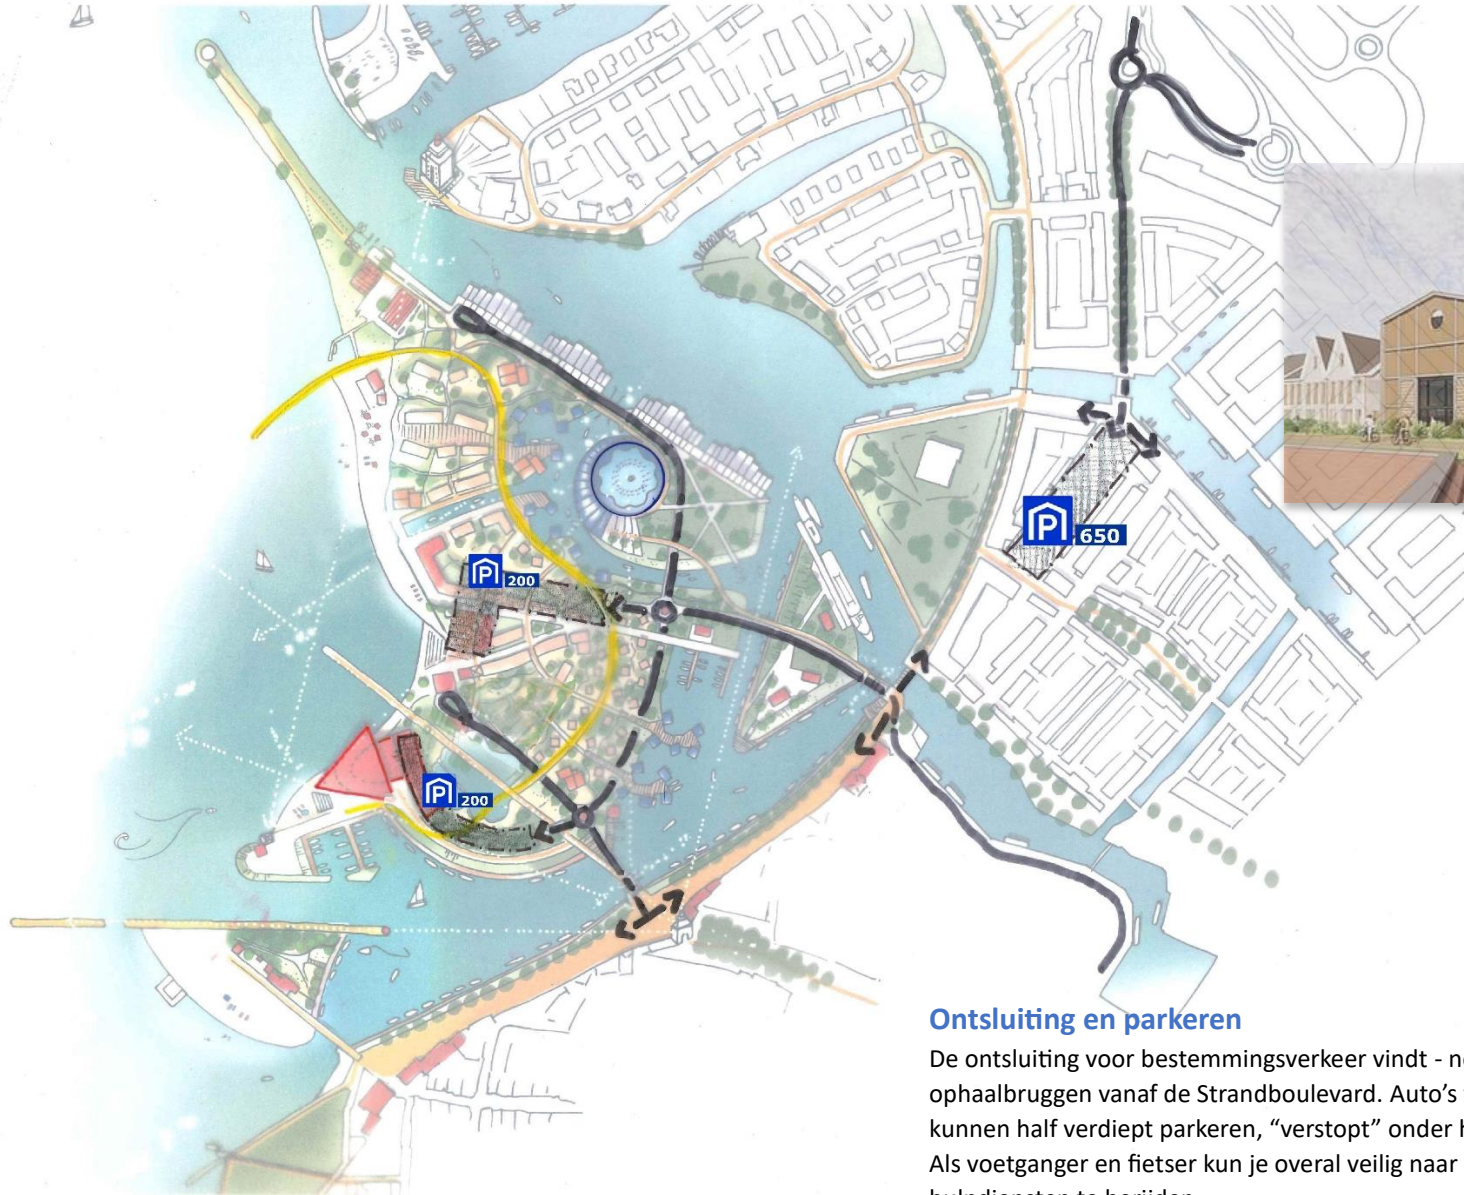 P 650
P 200
P 200
Ontsluiting en parkeren
De ontsluiting voor bestemmingsverkeer vindt -
ophaalbruggen vanaf de Strandboulevard. Auto’s
kunnen half verdiept parkeren, “verstopt” onder
Als voetganger en fietser kun je overal veilig naar